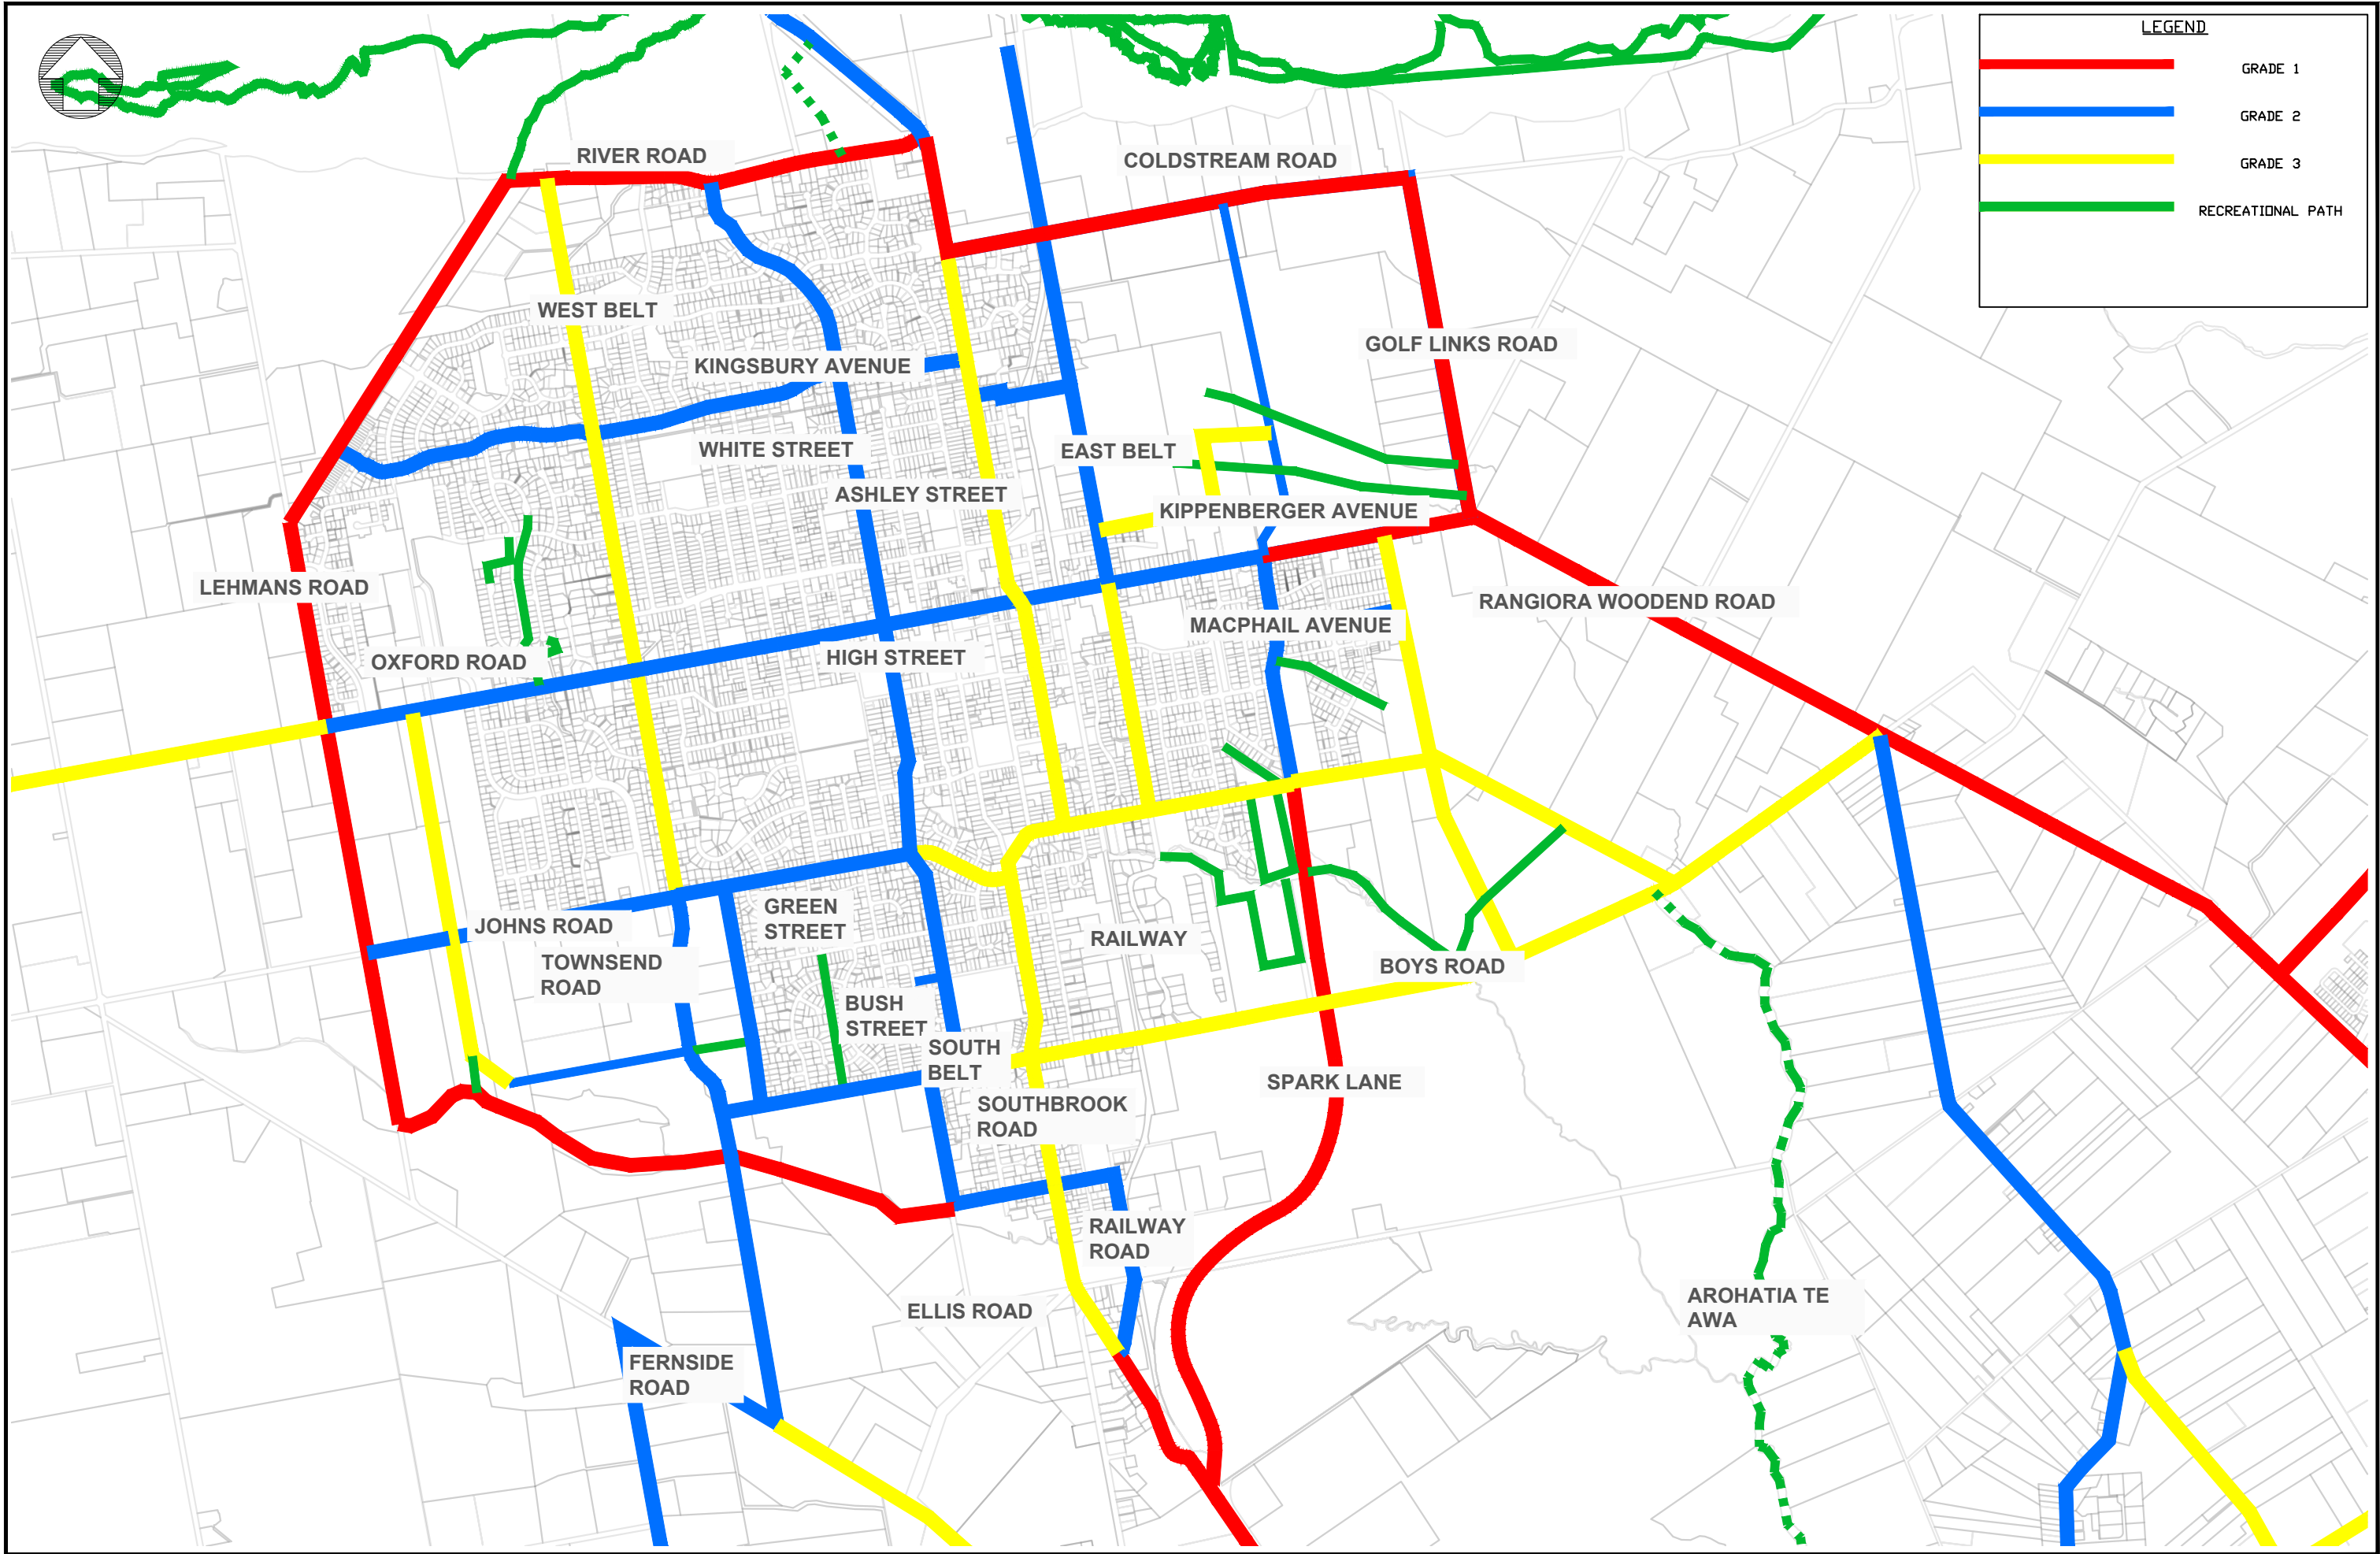 LEGEND
GRADE 1
GRADE 2
GRADE 3
RECREATIONAL PATH
RIVER ROAD
COLDSTREAM ROAD
WEST BELT
GOLF LINKS ROAD
KINGSBURY AVENUE
WHITE STREET
EAST BELT
ASHLEY STREET
KIPPENBERGER AVENUE
LEHMANS ROAD
RANGIORA WOODEND ROAD
MACPHAIL AVENUE
OXFORD ROAD
HIGH STREET
GREEN
STREET
JOHNS ROAD
RAILWAY
TOWNSEND
ROAD
BOYS ROAD
BUSH
STREET
SOUTH
BELT
SPARK LANE
SOUTHBROOK
ROAD
RAILWAY
ROAD
ELLIS ROAD
AROHATIA TE
AWA
FERNSIDE
ROAD